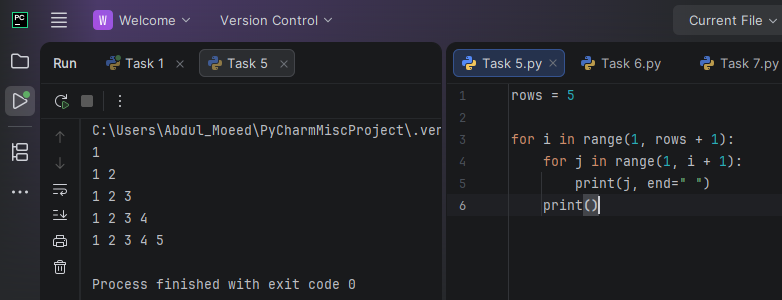 PC
W Welcome Version Control Current File
Run Task 1 Task 5
C:\Users\Abdul_Moeed\PyCharmMiscProject\.ver
1
1 2
1 2 3
1 2 3 4
1 2 3 4 5
Process finished with exit code 0
Task 5.py Task 6.py Task 7.py
1 rows = 5
2
3 for i in range(1, rows + 1):
4     for j in range(1, i + 1):
5         print(j, end=" ")
6     print()